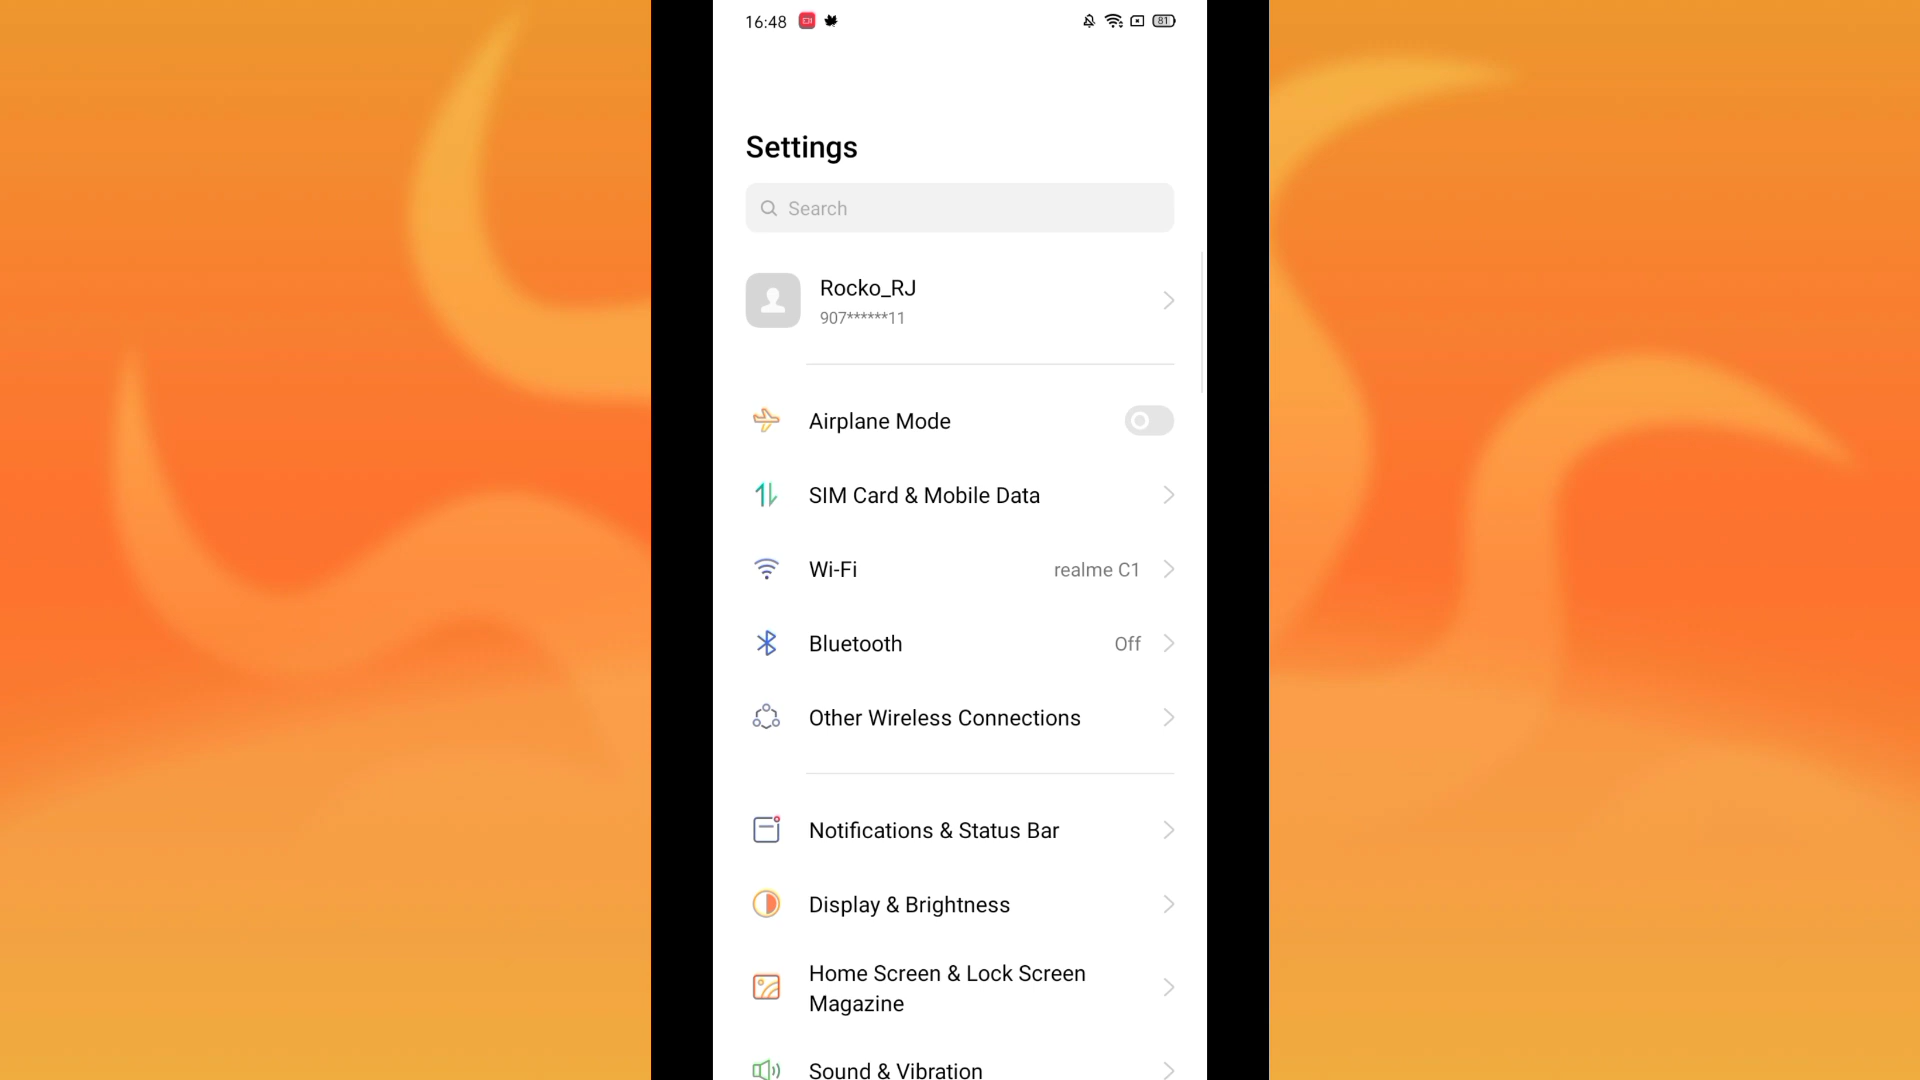 16:48
81
Settings
Search
Rocko_RJ
907******11
Airplane Mode
SIM Card & Mobile Data
Wi-Fi realme C1
Bluetooth Off
Other Wireless Connections
Notifications & Status Bar
Display & Brightness
Home Screen & Lock Screen
Magazine
Sound & Vibration